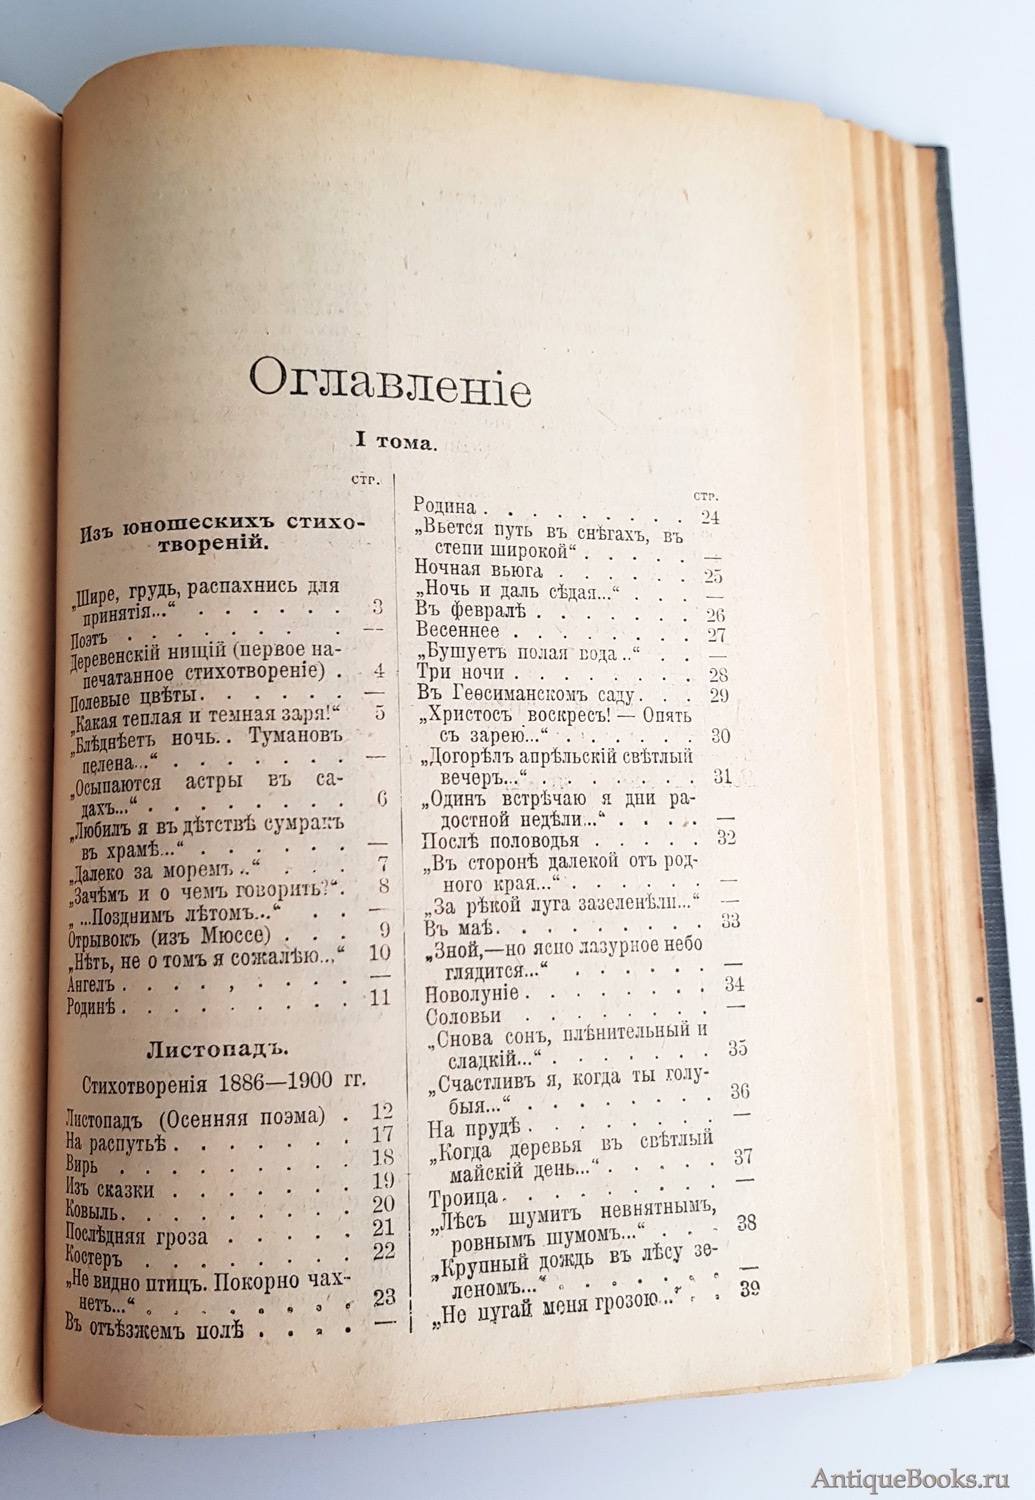 Оглавленіе
I тома.
стр.
Изъ юношескихъ стихо-
твореній.
„Шире, грудь, распахнись для
принятія...“ . . . . . . 3
Поэтъ . . . . . . . . —
Деревенскій нищій (первое на-
печатанное стихотвореніе) . 4
Полевые цвѣты. . . . . . —
„Какая теплая и темная заря!“ 5
„Блѣднѣетъ ночь.. Тумановъ
пелена...“ . . . . . . . —
„Осыпаются астры въ са-
дахъ...“ . . . . . . . . 6
„Любилъ я въ дѣтствѣ сумракъ
въ храмѣ...“ . . . . . . —
„Далеко за моремъ..“ . . . 7
„Зачѣмъ и о чемъ говорить?“. 8
„ ...Позднимъ лѣтомъ...“ . . —
Отрывокъ (изъ Мюссе) . . . 9
„Нѣтъ, не о томъ я сожалѣю...“ 10
Ангелъ . . . . , . . . . —
Родинѣ . . . . . . . . 11
Листопадъ.
Стихотворенія 1886—1900 гг.
Листопадъ (Осенняя поэма) . 12
На распутьѣ . . . . . . . 17
Вирь . . . . . . . . . 18
Изъ сказки . . . . . . . 19
Ковыль. . . . . . . . . 20
Послѣдняя гроза . . . . . 21
Костеръ . . . . . . . . 22
„Не видно птицъ. Покорно чах-
нетъ...“ . . . . . . . . 23
Въ отъѣзжемъ полѣ . . . . —
стр.
Родина . . . . . . . . . 24
„Вьется путь въ снѣгахъ, въ
степи широкой“ . . . . . —
Ночная вьюга . . . . . . 25
„Ночь и даль сѣдая...“ . . . —
Въ февралѣ . . . . . . . 26
Весеннее . . . . . . . . 27
„Бушуетъ полая вода..“ . . —
Три ночи . . . . . . . . 28
Въ Геѳсиманскомъ саду. . . 29
„Христосъ воскресъ! — Опять
съ зарею...“ . . . . . . 30
„Догорѣлъ апрѣльскій свѣтлый
вечеръ...“ . . . . . . . 31
„Одинъ встрѣчаю я дни ра-
достной недѣли...“ . . . . —
Послѣ половодья . . . . . 32
„Въ сторонѣ далекой отъ род-
ного края...“ . . . . . . —
„За рѣкой луга зазеленѣли...“ —
Въ маѣ. . . . . . . . . 33
„Зной,—но ясно лазурное небо
глядится...“ . . . . . . —
Новолуніе . . . . . . . . 34
Соловьи . . . . . . . . —
„Снова сонъ, плѣнительный и
сладкій...“ . . . . . . . 35
„Счастливъ я, когда ты голу-
быя...“ . . . . . . . . 36
На прудѣ . . . . . . . . —
„Когда деревья въ свѣтлый
майскій день...“ . . . . . 37
Троица. . . . . . . . . —
„Лѣсъ шумитъ невнятнымъ,
ровнымъ шумомъ...“ . . . 38
„Крупный дождь въ лѣсу зе-
леномъ...“ . . . . . . . —
„Не пугай меня грозою...“ . . 39
AntiqueBooks.ru